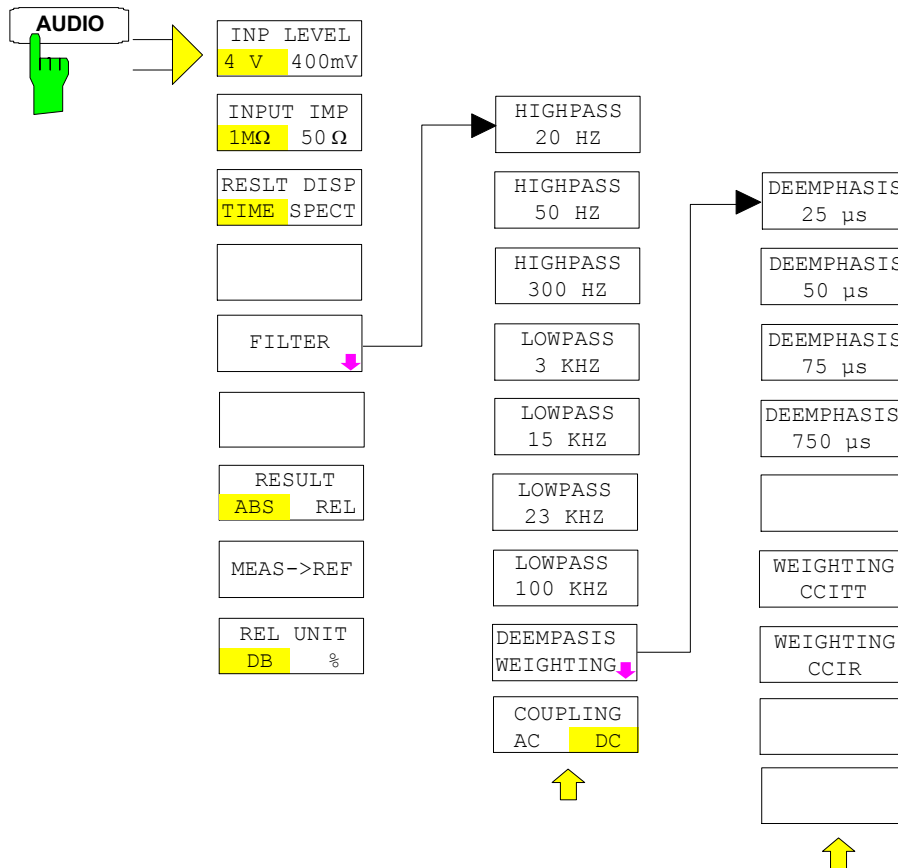 AUDIO
INP LEVEL
4 V 400mV
INPUT IMP
1MΩ 50 Ω
RESLT DISP
TIME SPECT
FILTER
RESULT
ABS REL
MEAS->REF
REL UNIT
DB %
HIGHPASS
20 HZ
HIGHPASS
50 HZ
HIGHPASS
300 HZ
LOWPASS
3 KHZ
LOWPASS
15 KHZ
LOWPASS
23 KHZ
LOWPASS
100 KHZ
DEEMPASIS
WEIGHTING
COUPLING
AC DC
DEEMPHASIS
25 µs
DEEMPHASIS
50 µs
DEEMPHASIS
75 µs
DEEMPHASIS
750 µs
WEIGHTING
CCITT
WEIGHTING
CCIR